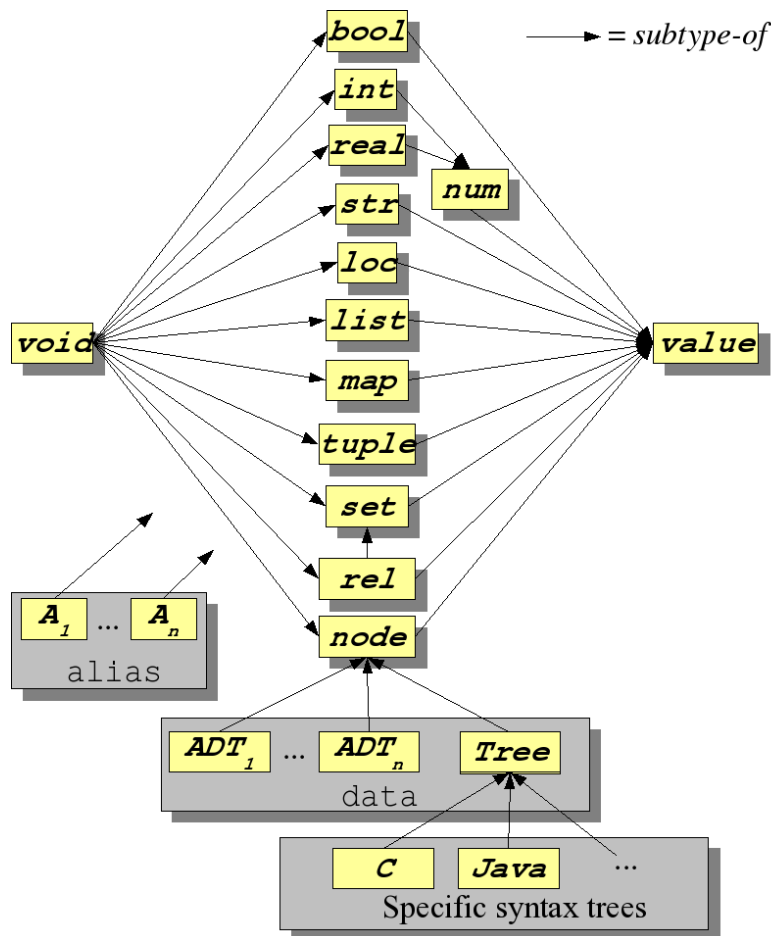 bool
= subtype-of
int
real
num
str
loc
list
void
value
map
tuple
set
rel
A1 ... An
node
alias
ADT1 ... ADTn Tree
data
C Java ...
Specific syntax trees